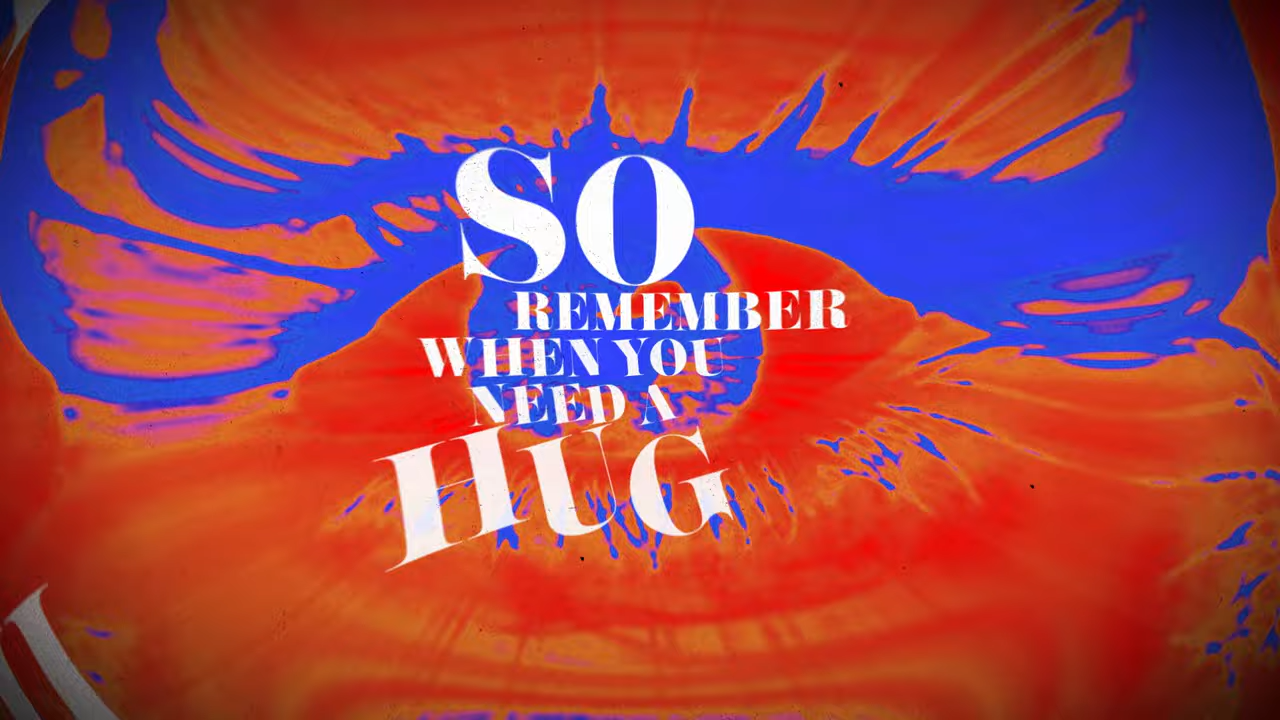 SO
REMEMBER
WHEN YOU
NEED A
HUG